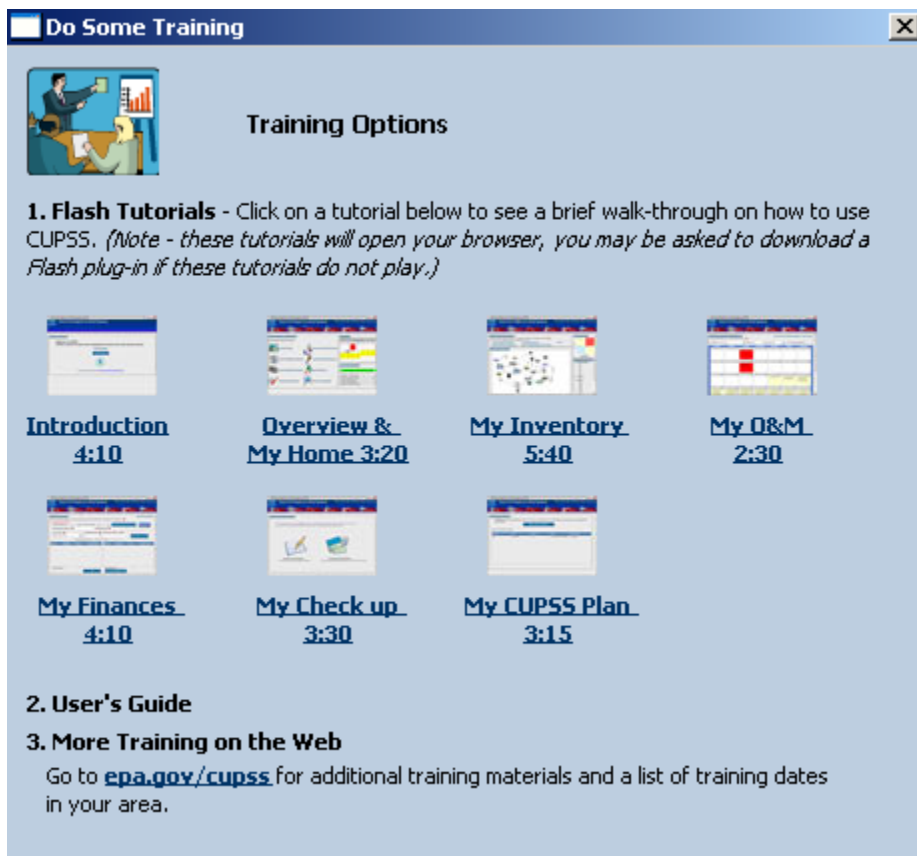 Do Some Training
Training Options
1. Flash Tutorials - Click on a tutorial below to see a brief walk-through on how to use
CUPSS. (Note - these tutorials will open your browser, you may be asked to download a
Flash plug-in if these tutorials do not play.)
Introduction
4:10
Overview &
My Home 3:20
My Inventory
5:40
My O&M
2:30
My Finances
4:10
My Check up
3:30
My CUPSS Plan
3:15
2. User's Guide
3. More Training on the Web
Go to epa.gov/cupss for additional training materials and a list of training dates
in your area.